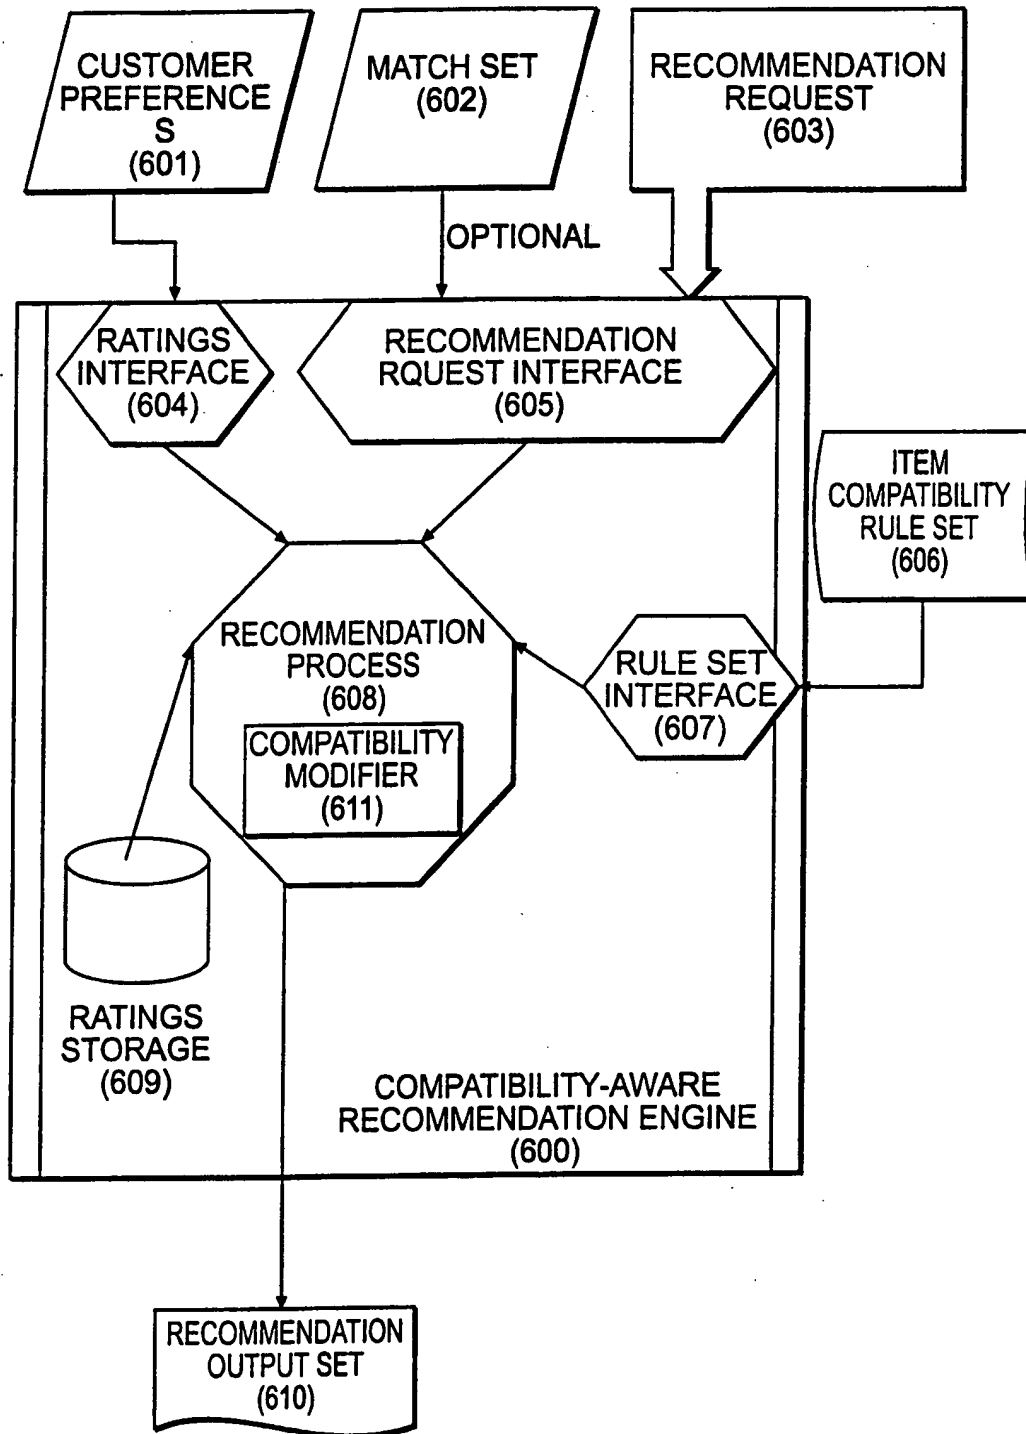 CUSTOMER
PREFERENCE
S
(601)
MATCH SET
(602)
RECOMMENDATION
REQUEST
(603)
OPTIONAL
RATINGS
INTERFACE
(604)
RECOMMENDATION
RQUEST INTERFACE
(605)
ITEM
COMPATIBILITY
RULE SET
(606)
RECOMMENDATION
PROCESS
(608)
COMPATIBILITY
MODIFIER
(611)
RULE SET
INTERFACE
(607)
RATINGS
STORAGE
(609)
COMPATIBILITY-AWARE
RECOMMENDATION ENGINE
(600)
RECOMMENDATION
OUTPUT SET
(610)